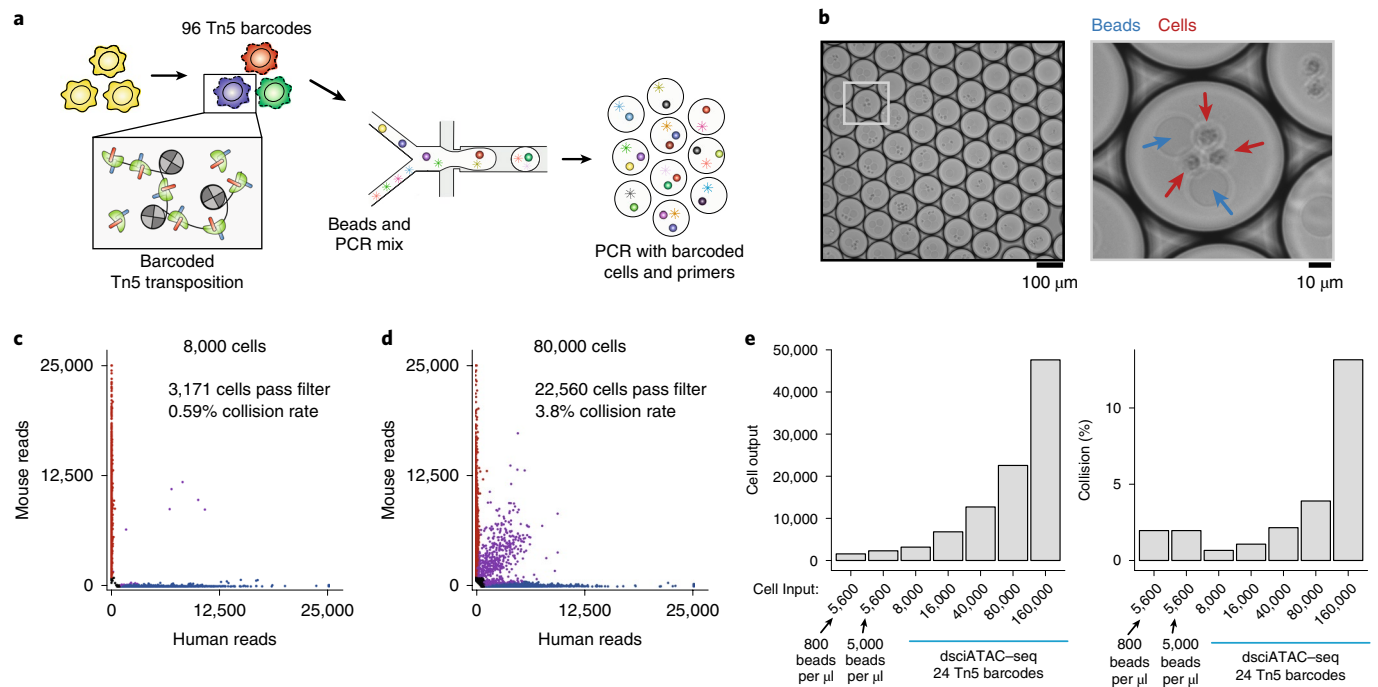 a
96 Tn5 barcodes
Barcoded
Tn5 transposition
Beads and
PCR mix
PCR with barcoded
cells and primers
b
Beads Cells
100 μm
10 μm
c
8,000 cells
3,171 cells pass filter
0.59% collision rate
Mouse reads
25,000
12,500
0
0 12,500 25,000
Human reads
d
80,000 cells
22,560 cells pass filter
3.8% collision rate
Mouse reads
25,000
12,500
0
0 12,500 25,000
Human reads
e
Cell output
50,000
40,000
30,000
20,000
10,000
0
Cell Input:
5,600 5,600 8,000 16,000 40,000 80,000 160,000
800 beads per μl
5,000 beads per μl
dsciATAC–seq
24 Tn5 barcodes
Collision (%)
10
5
0
5,600 5,600 8,000 16,000 40,000 80,000 160,000
800 beads per μl
5,000 beads per μl
dsciATAC–seq
24 Tn5 barcodes